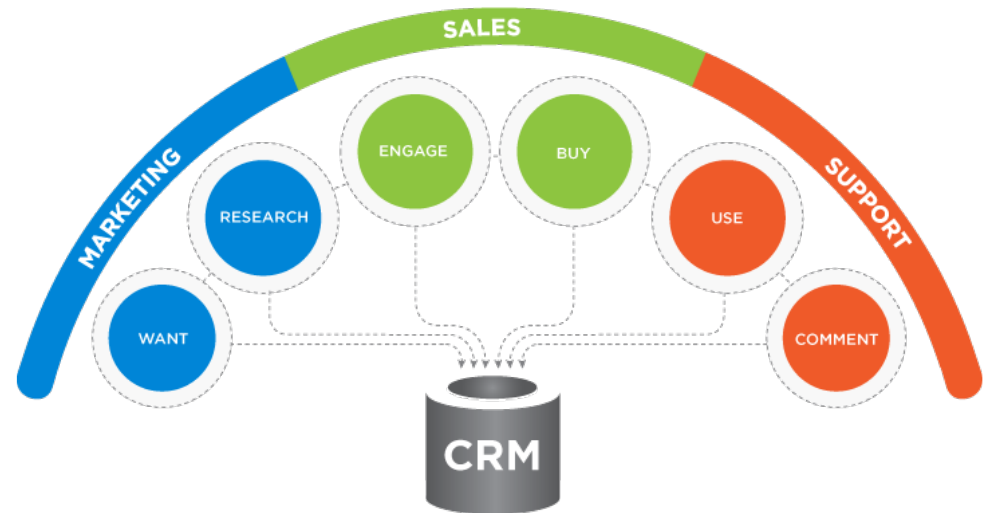 SALES
MARKETING
SUPPORT
ENGAGE
BUY
RESEARCH
USE
WANT
COMMENT
CRM